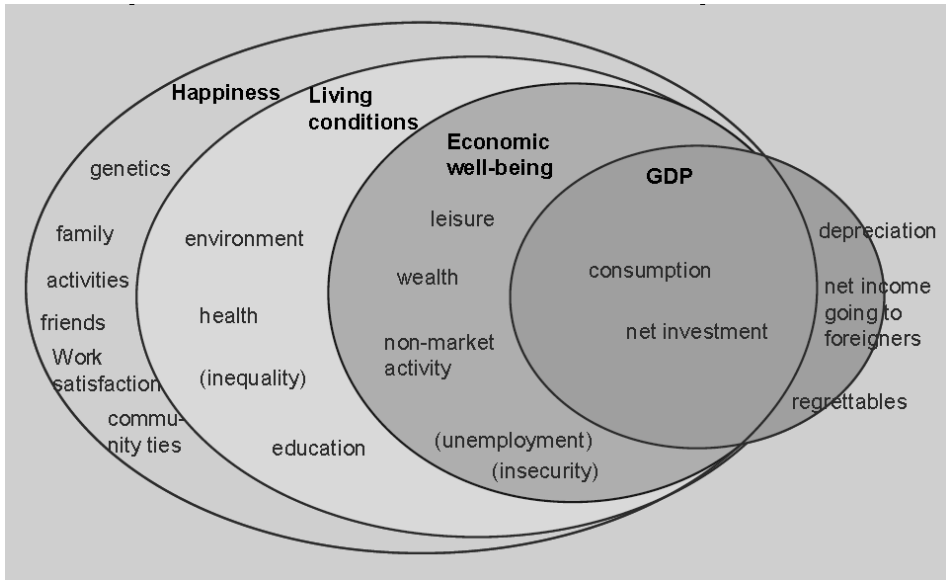 Happiness
Living
conditions
Economic
well-being
GDP
genetics
family
activities
friends
Work
satisfaction
commu-
nity ties
environment
health
(inequality)
education
leisure
wealth
non-market
activity
(unemployment)
(insecurity)
consumption
net investment
depreciation
net income
going to
foreigners
regrettables